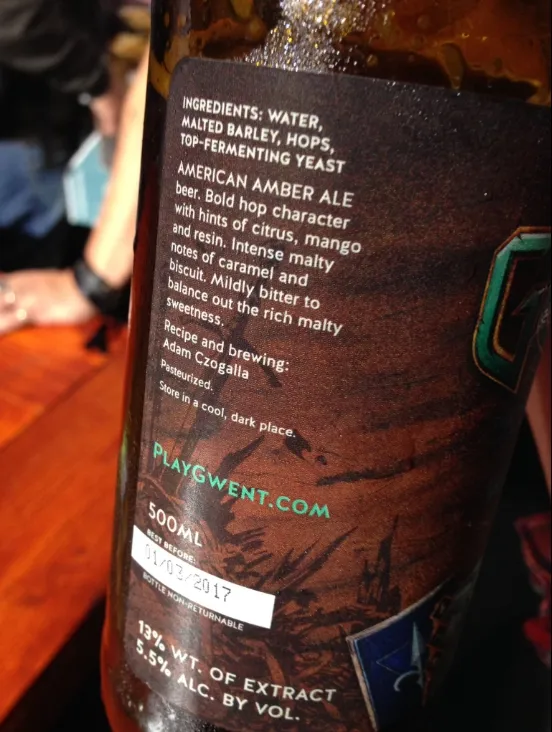 INGREDIENTS: WATER,
MALTED BARLEY, HOPS,
TOP-FERMENTING YEAST
AMERICAN AMBER ALE
beer. Bold hop character
with hints of citrus, mango
and resin. Intense malty
notes of caramel and
biscuit. Mildly bitter to
balance out the rich malty
sweetness.
Recipe and brewing:
Adam Czogalla
Pasteurized.
Store in a cool, dark place.
PLAYGWENT.COM
500ML
BEST BEFORE:
01/03/2017
BOTTLE NON-RETURNABLE
13% WT. OF EXTRACT
5.5% ALC. BY VOL.